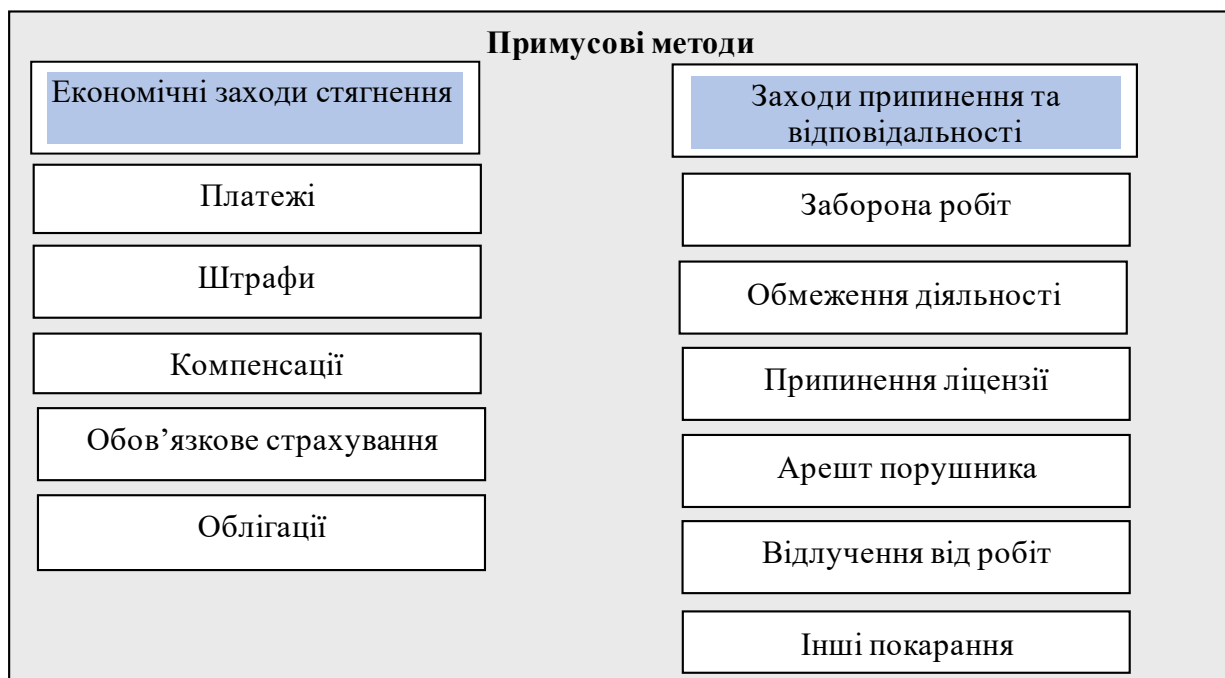 Примусові методи
Економічні заходи стягнення
Платежі
Штрафи
Компенсації
Обов’язкове страхування
Облігації
Заходи припинення та
відповідальності
Заборона робіт
Обмеження діяльності
Припинення ліцензії
Арешт порушника
Відлучення від робіт
Інші покарання